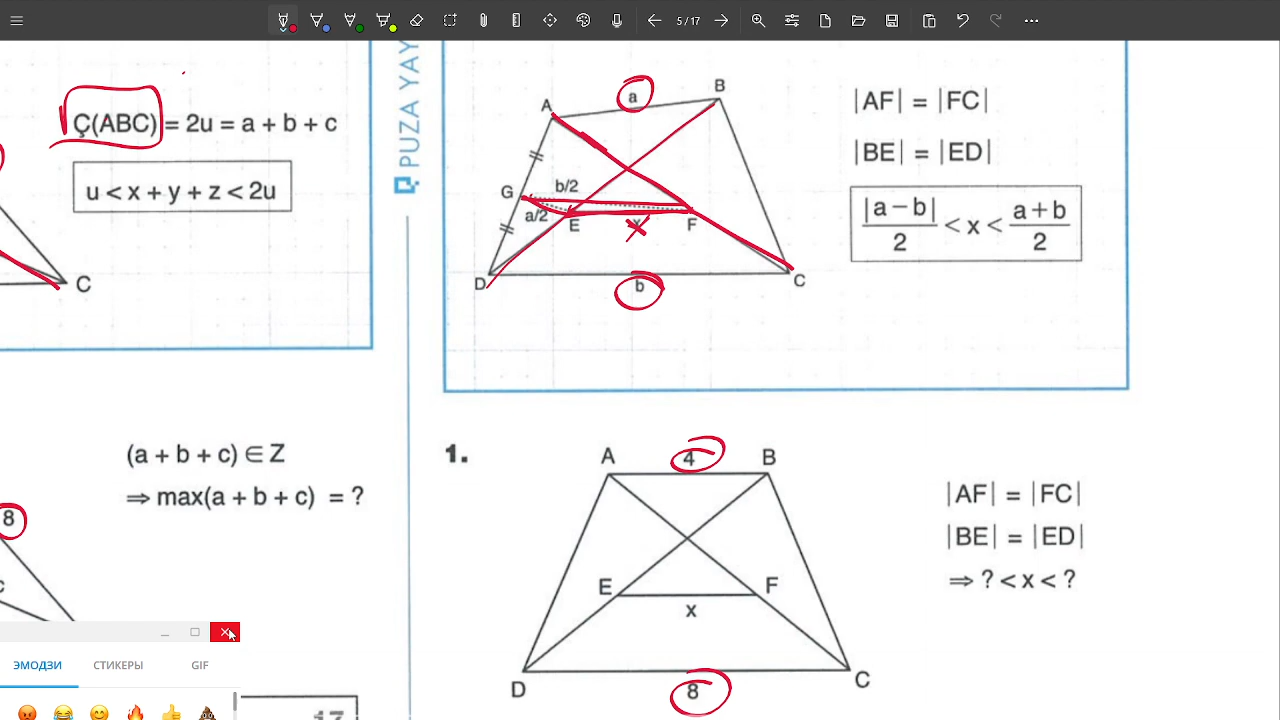 5/17
Ç(ABC) = 2u = a + b + c
u < x + y + z < 2u
C
8
(a + b + c) ∈ Z
⇒ max(a + b + c) = ?
PUZA YAY
A
a
B
G
b/2
a/2
E
x
F
D
b
C
|AF| = |FC|
|BE| = |ED|
|a − b|/2 < x < a + b/2
1.
A
4
B
E
F
x
D
8
C
|AF| = |FC|
|BE| = |ED|
⇒ ? < x < ?
ЭМОДЗИ
СТИКЕРЫ
GIF